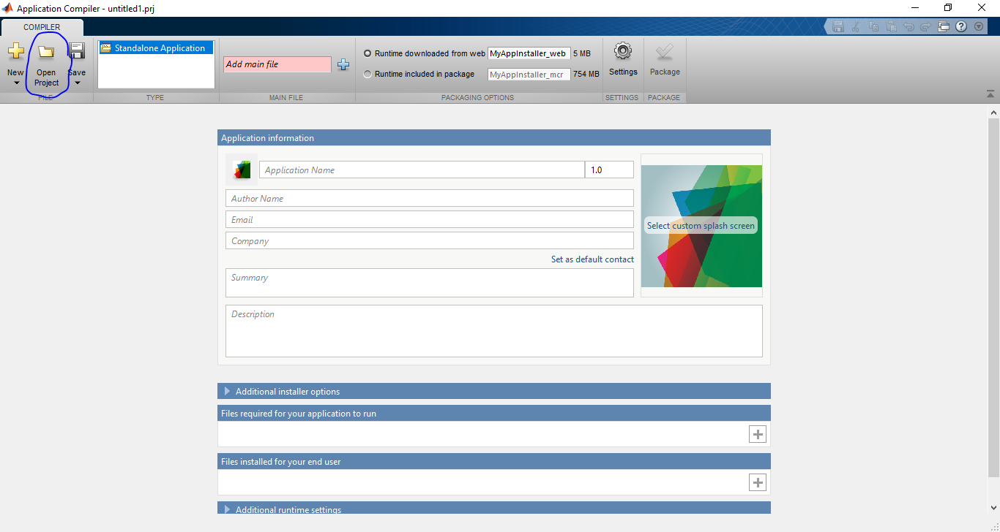 Application Compiler - untitled1.prj
COMPILER
New
Open
Project
Save
FILE
Standalone Application
TYPE
Add main file
MAIN FILE
Runtime downloaded from web MyAppInstaller_web 5 MB
Runtime included in package MyAppInstaller_mcr 754 MB
PACKAGING OPTIONS
Settings
SETTINGS
Package
PACKAGE
Application information
Application Name 1.0
Author Name
Email
Company
Set as default contact
Summary
Select custom splash screen
Description
Additional installer options
Files required for your application to run
Files installed for your end user
Additional runtime settings